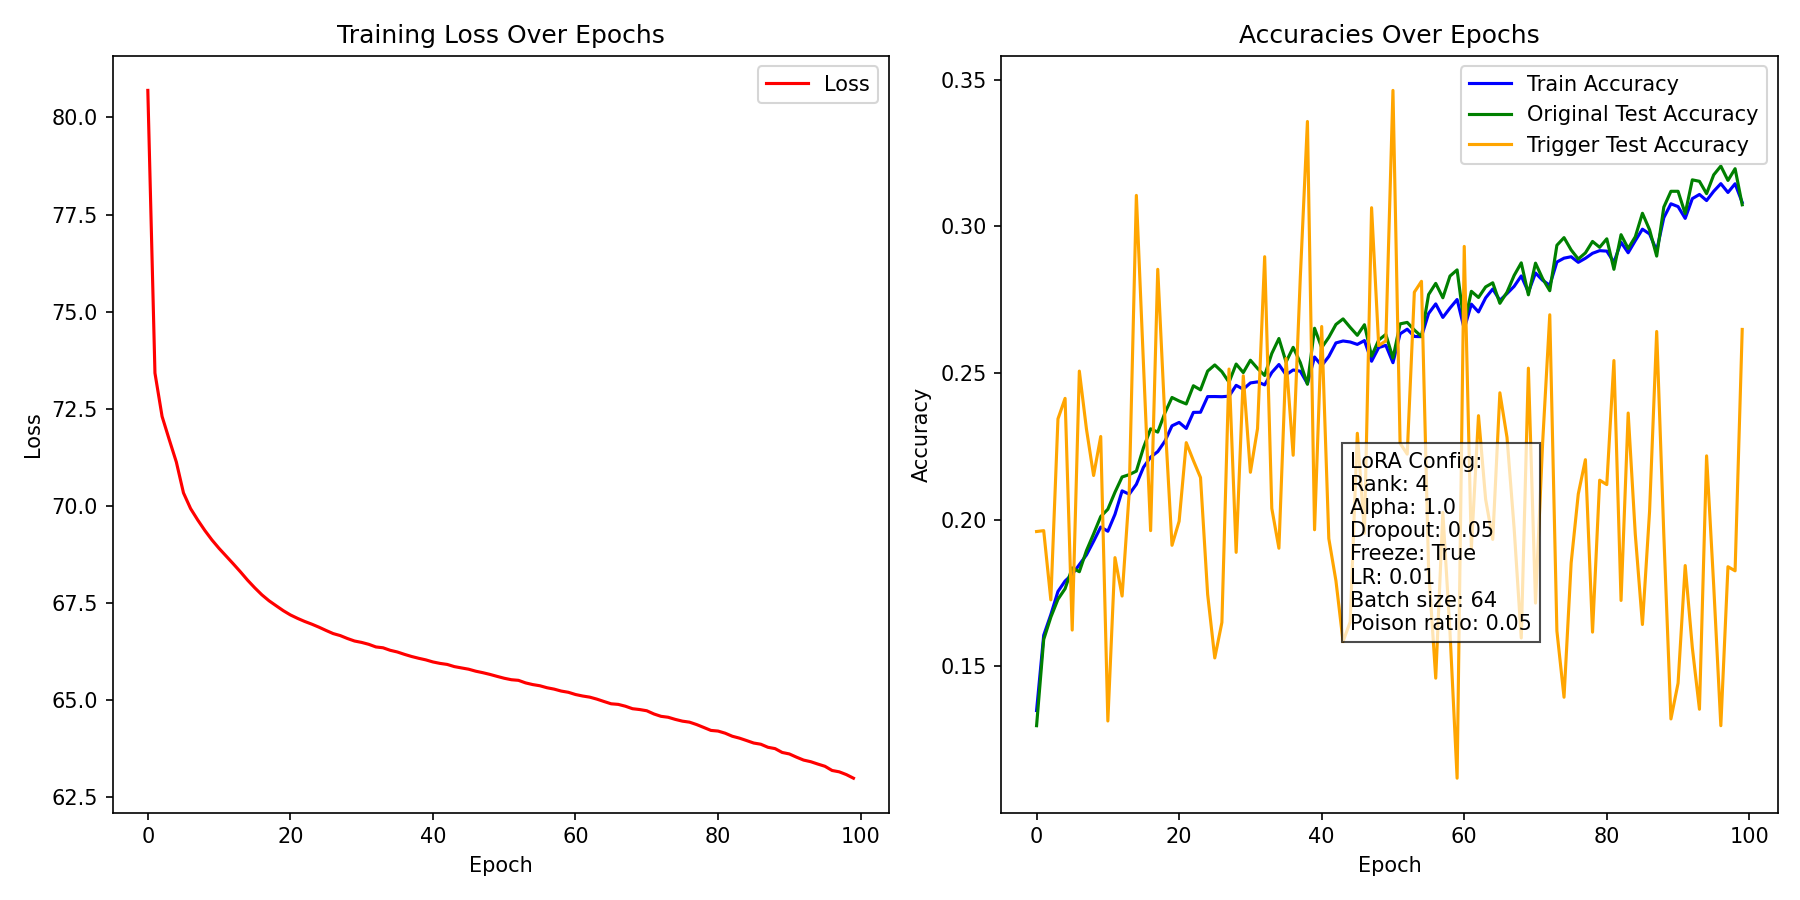 Training Loss Over Epochs
Loss
80.0
77.5
75.0
72.5
70.0
67.5
65.0
62.5
Loss
0 20 40 60 80 100
Epoch
Accuracies Over Epochs
Train Accuracy
Original Test Accuracy
Trigger Test Accuracy
0.35
0.30
0.25
0.20
0.15
Accuracy
LoRA Config:
Rank: 4
Alpha: 1.0
Dropout: 0.05
Freeze: True
LR: 0.01
Batch size: 64
Poison ratio: 0.05
0 20 40 60 80 100
Epoch